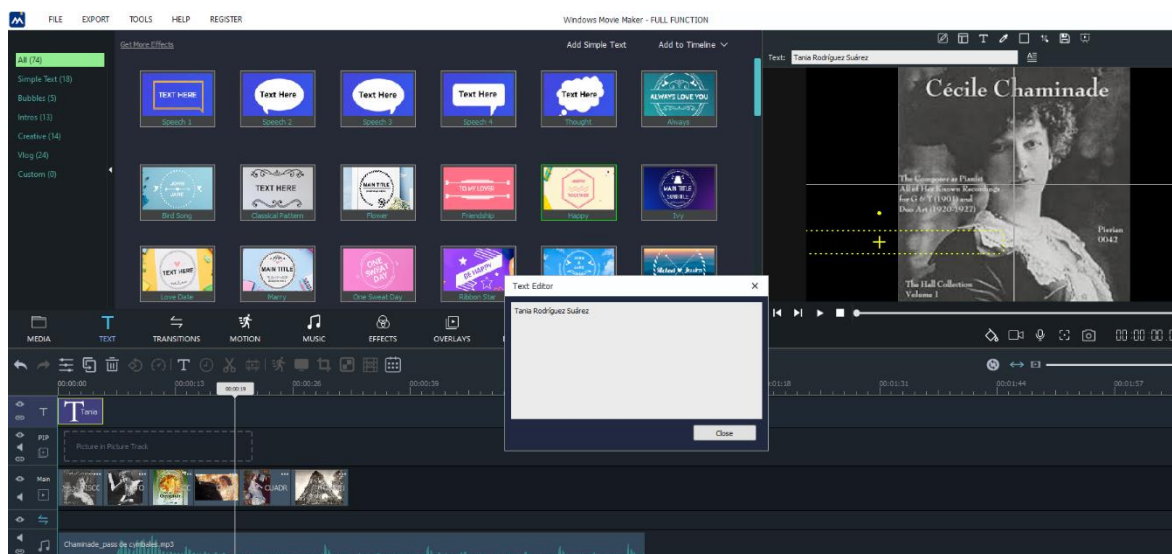 FILE EXPORT TOOLS HELP REGISTER
Windows Movie Maker - FULL FUNCTION
Get More Effects
Add Simple Text
Add to Timeline
All (74)
Simple Text (18)
Bubbles (5)
Intros (13)
Creative (14)
Vlog (24)
Custom (0)
TEXT HERE
Text Here
Text Here
Text Here
Text Here
ALWAYS LOVE YOU
Speech 1
Speech 2
Speech 3
Speech 4
Thought
Always
JOHN
JANE
TEXT HERE
MAIN TITLE
TO MY LOVER
HAPPY
TOGETHER
MAIN TITLE
SUBTITLE
Bird Song
Classical Pattern
Flower
Friendship
Happy
Ivy
TEXT HERE
MAIN TITLE
ONE SWEAT DAY
BE HAPPY
Love Date
Marry
One Sweat Day
Ribbon Star
Text:
Tania Rodríguez Suárez
Cécile Chaminade
The Composer as Pianist
All of Her Known Recordings
for G & T (1901) and
Duo Art (1920-1922)
Pierian
0042
The Hall Collection
Volume 1
Text Editor
Tania Rodríguez Suárez
Close
MEDIA
TEXT
TRANSITIONS
MOTION
MUSIC
EFFECTS
OVERLAYS
00:00:00
00:00:13
00:00:19
00:00:26
00:00:39
01:18
00:01:31
00:01:44
00:01:57
T
Tania
PIP
Picture in Picture Track
Main
CUADR
Chaminade_pass de cymbales.mp3